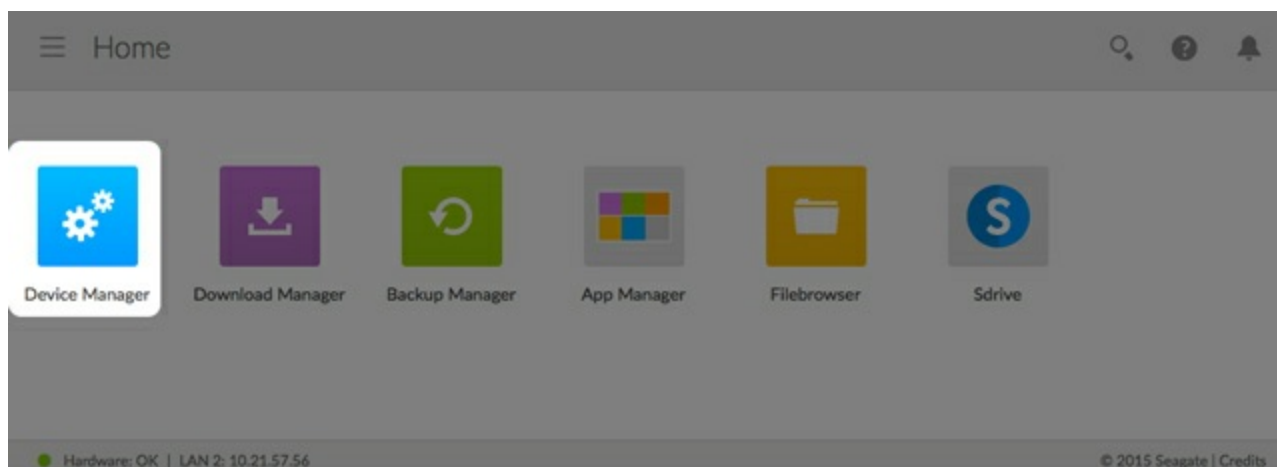 Home
Device Manager
Download Manager
Backup Manager
App Manager
Filebrowser
S
Sdrive
Hardware: OK | LAN 2: 10.21.57.56
© 2015 Seagate | Credits